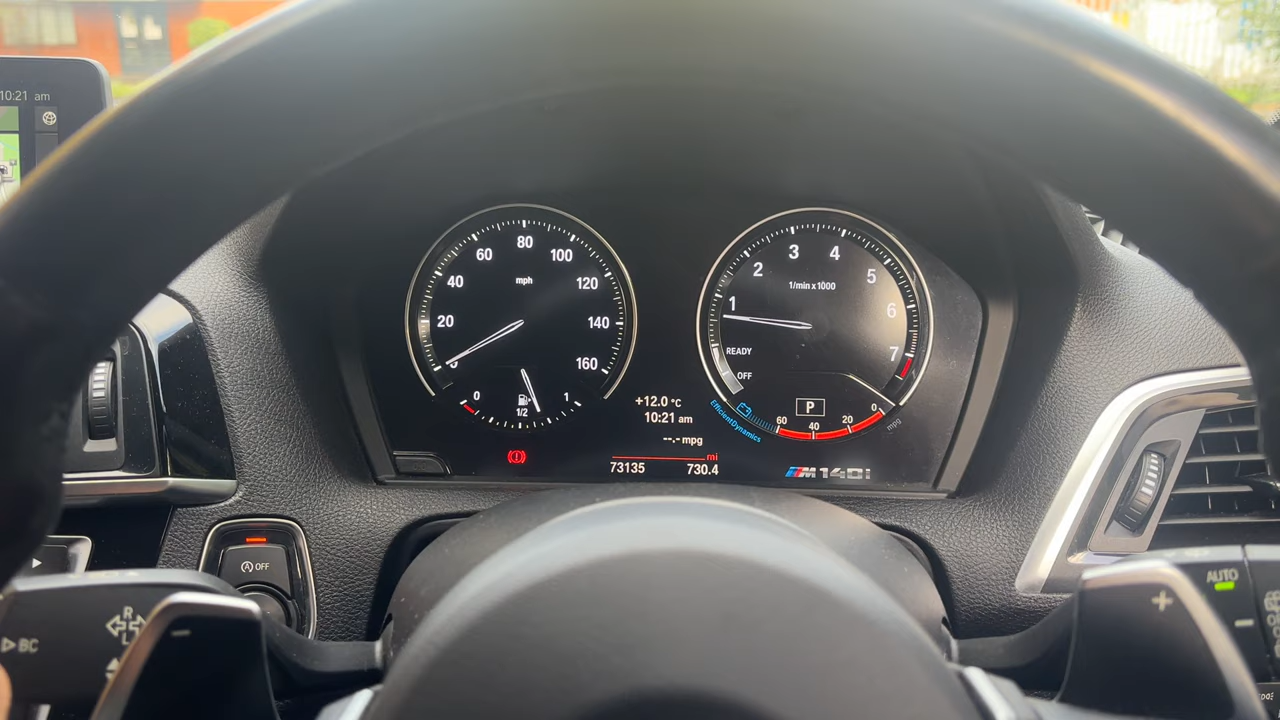 10:21 am
20
40
60
80
100
120
140
160
mph
0
1/2
1
1
2
3
4
5
6
7
1/min x 1000
READY
OFF
P
EfficientDynamics
60
40
20
0
mpg
+12.0 °C
10:21 am
--.- mpg
mi
73135 730.4
M140i
A OFF
BC
R
L
−
+
AUTO
−